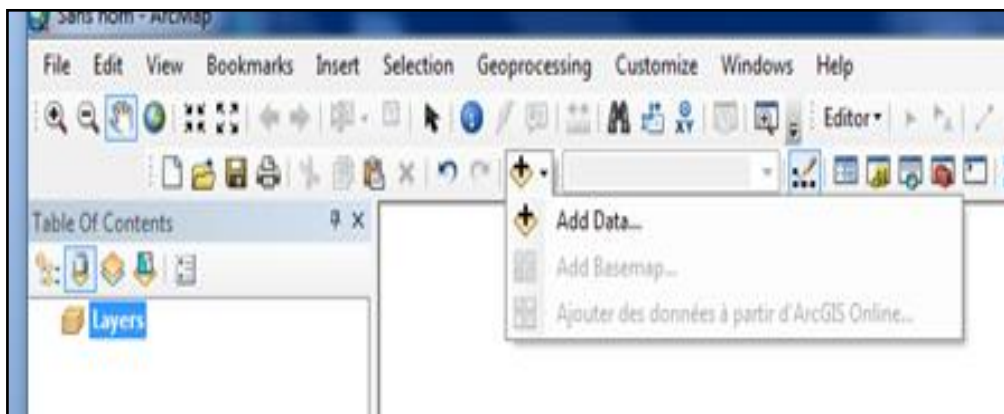 Sans nom - ArcMap
File Edit View Bookmarks Insert Selection Geoprocessing Customize Windows Help
Editor
Table Of Contents
Add Data...
Add Basemap...
Ajouter des données à partir d'ArcGIS Online...
Layers